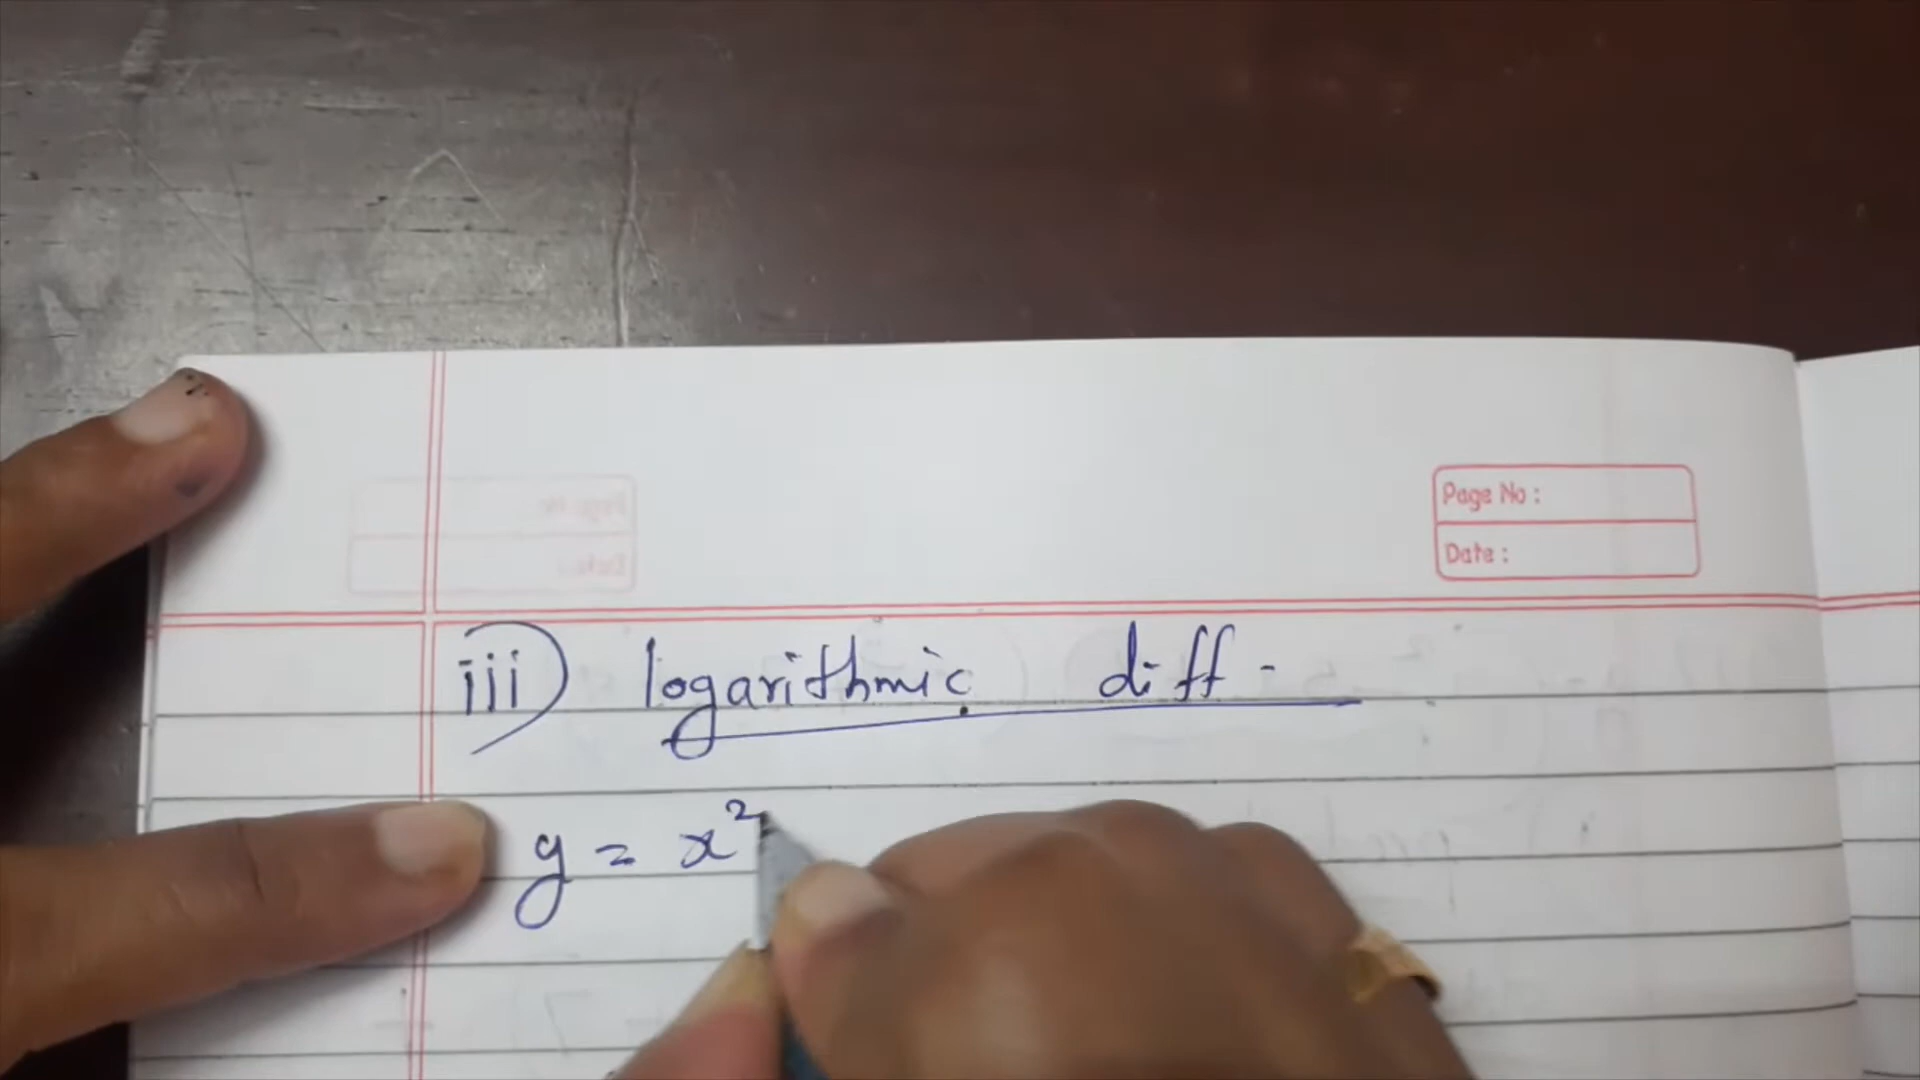 Page No :
Date :
iii) logarithmic diff -
y = x²